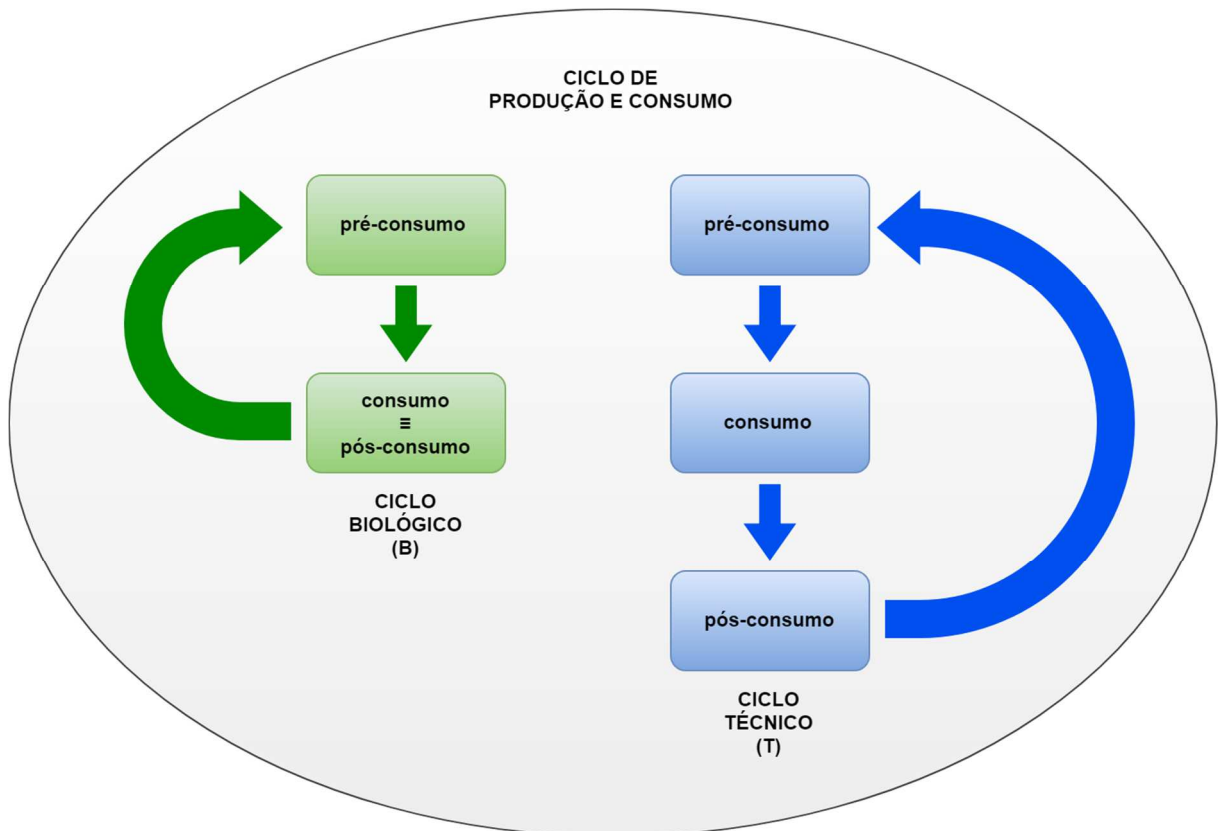 CICLO DE
PRODUÇÃO E CONSUMO
pré-consumo
consumo
≡
pós-consumo
CICLO
BIOLÓGICO
(B)
pré-consumo
consumo
pós-consumo
CICLO
TÉCNICO
(T)